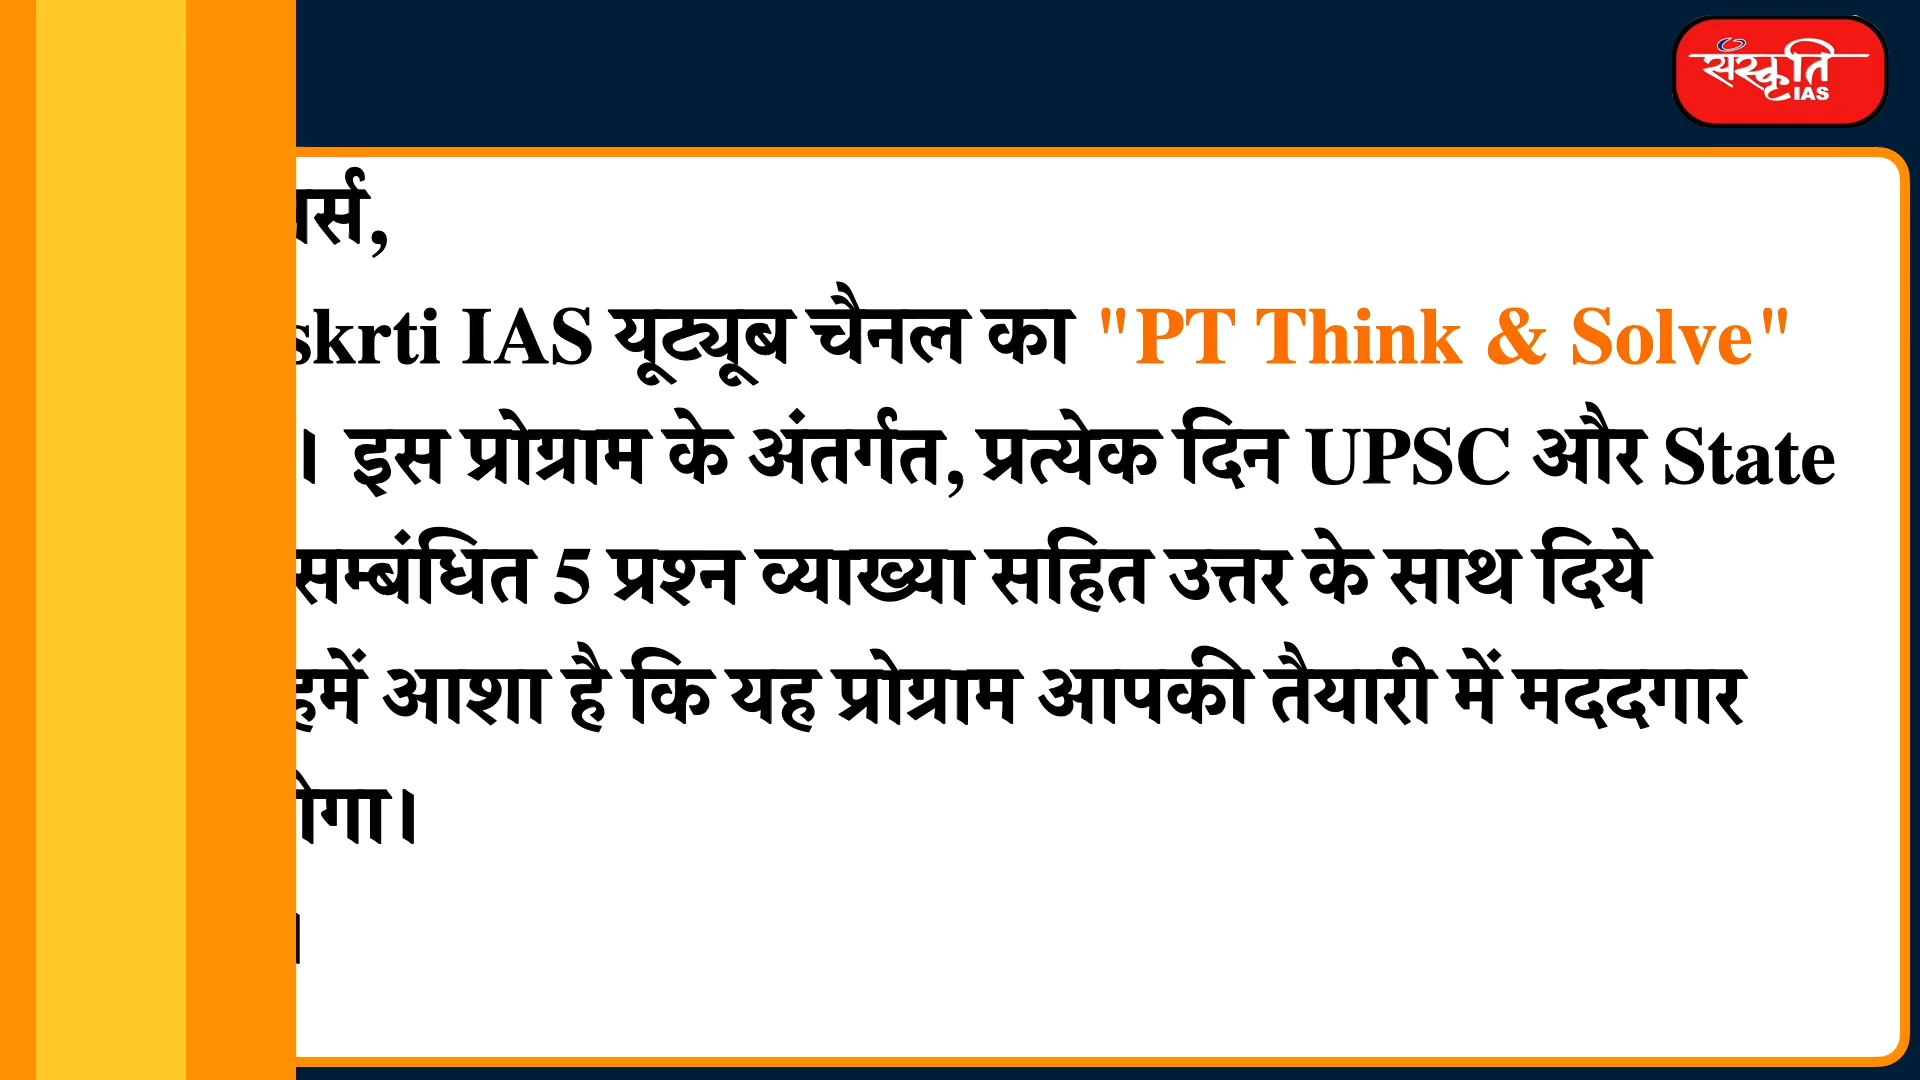 संस्कृति
IAS
IAS यूट्यूब चैनल का "PT Think & Solve"
। इस प्रोग्राम के अंतर्गत, प्रत्येक दिन UPSC और State
सम्बंधित 5 प्रश्न व्याख्या सहित उत्तर के साथ दिये
हमें आशा है कि यह प्रोग्राम आपकी तैयारी में मददगार
।